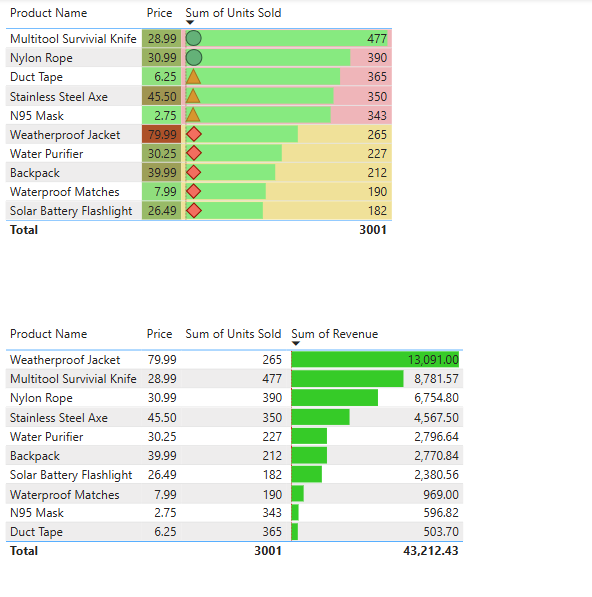 Product Name Price Sum of Units Sold
Multitool Survivial Knife 28.99 477
Nylon Rope 30.99 390
Duct Tape 6.25 365
Stainless Steel Axe 45.50 350
N95 Mask 2.75 343
Weatherproof Jacket 79.99 265
Water Purifier 30.25 227
Backpack 39.99 212
Waterproof Matches 7.99 190
Solar Battery Flashlight 26.49 182
Total 3001
Product Name Price Sum of Units Sold Sum of Revenue
Weatherproof Jacket 79.99 265 13,091.00
Multitool Survivial Knife 28.99 477 8,781.57
Nylon Rope 30.99 390 6,754.80
Stainless Steel Axe 45.50 350 4,567.50
Water Purifier 30.25 227 2,796.64
Backpack 39.99 212 2,770.84
Solar Battery Flashlight 26.49 182 2,380.56
Waterproof Matches 7.99 190 969.00
N95 Mask 2.75 343 596.82
Duct Tape 6.25 365 503.70
Total 3001 43,212.43